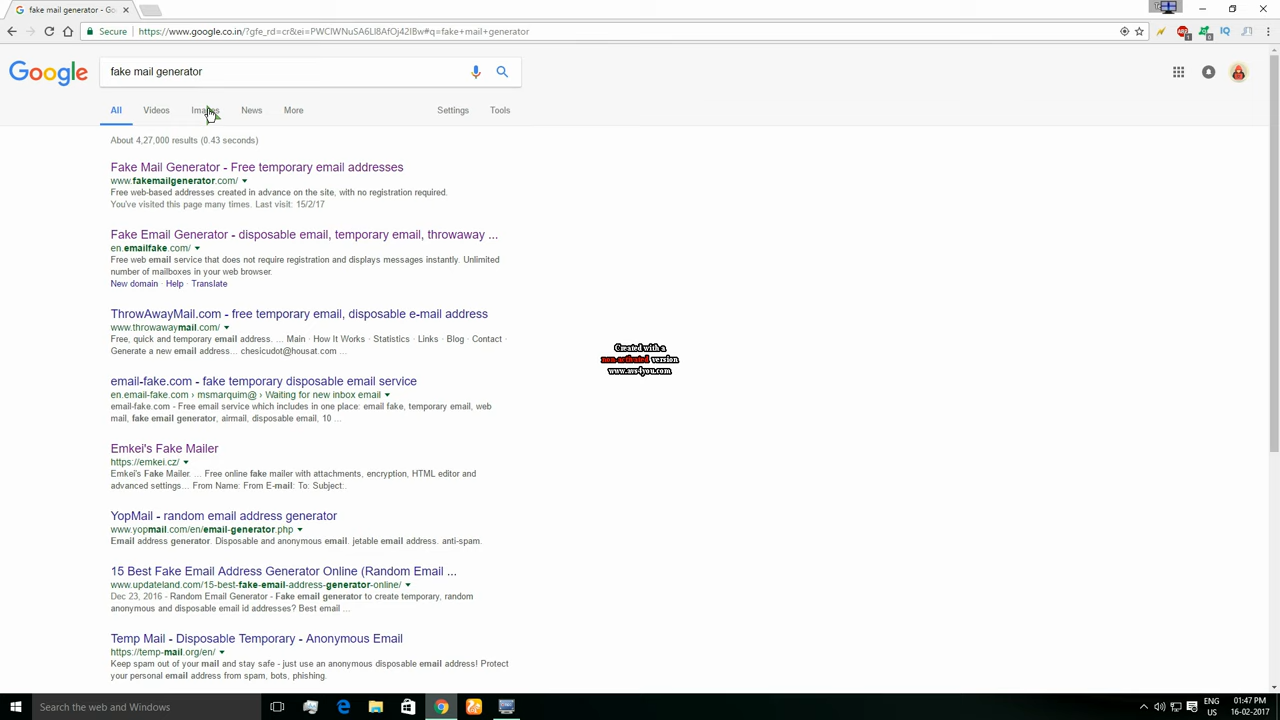 fake mail generator - Go
Secure
https://www.google.co.in/?gfe_rd=cr&ei=PWClWNuSA6Ll8AfOj42IBw#q=fake+mail+generator
Google
fake mail generator
All
Videos
Images
News
More
Settings
Tools
About 4,27,000 results (0.43 seconds)
Fake Mail Generator - Free temporary email addresses
www.fakemailgenerator.com/
Free web-based addresses created in advance on the site, with no registration required.
You've visited this page many times. Last visit: 15/2/17
Fake Email Generator - disposable email, temporary email, throwaway ...
en.emailfake.com/
Free web email service that does not require registration and displays messages instantly. Unlimited
number of mailboxes in your web browser.
New domain · Help · Translate
ThrowAwayMail.com - free temporary email, disposable e-mail address
www.throwawaymail.com/
Free, quick and temporary email address. ... Main · How It Works · Statistics · Links · Blog · Contact ·
Generate a new email address... chesicudot@housat.com ...
email-fake.com - fake temporary disposable email service
en.email-fake.com › msmarquim@ › Waiting for new inbox email
email-fake.com - Free email service which includes in one place: email fake, temporary email, web
mail, fake email generator, airmail, disposable email, 10 ...
Emkei's Fake Mailer
https://emkei.cz/
Emkei's Fake Mailer. ... Free online fake mailer with attachments, encryption, HTML editor and
advanced settings... From Name: From E-mail: To: Subject:.
YopMail - random email address generator
www.yopmail.com/en/email-generator.php
Email address generator. Disposable and anonymous email. jetable email address. anti-spam.
15 Best Fake Email Address Generator Online (Random Email ...
www.updateland.com/15-best-fake-email-address-generator-online/
Dec 23, 2016 - Random Email Generator - Fake email generator to create temporary, random
anonymous and disposable email id addresses? Best email ...
Temp Mail - Disposable Temporary - Anonymous Email
https://temp-mail.org/en/
Keep spam out of your mail and stay safe - just use an anonymous disposable email address! Protect
your personal email address from spam, bots, phishing.
Created with a
non-activated version
www.avs4you.com
Search the web and Windows
ENG
US
01:47 PM
16-02-2017